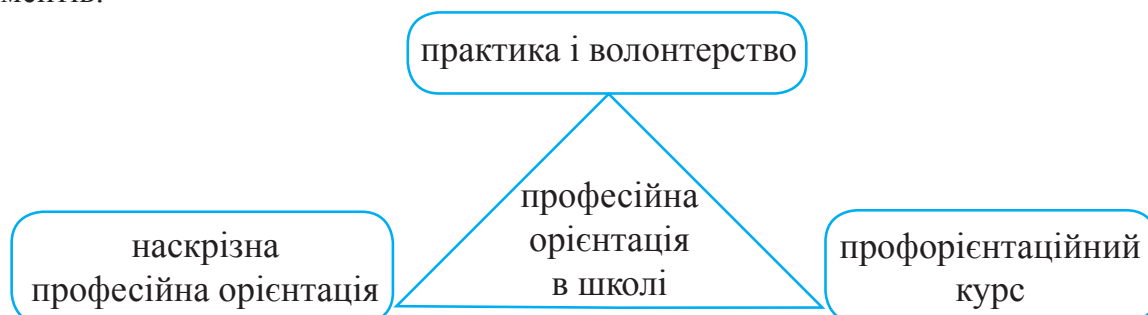 практика і волонтерство
професійна
орієнтація
в школі
наскрізна
професійна орієнтація
профорієнтаційний
курс